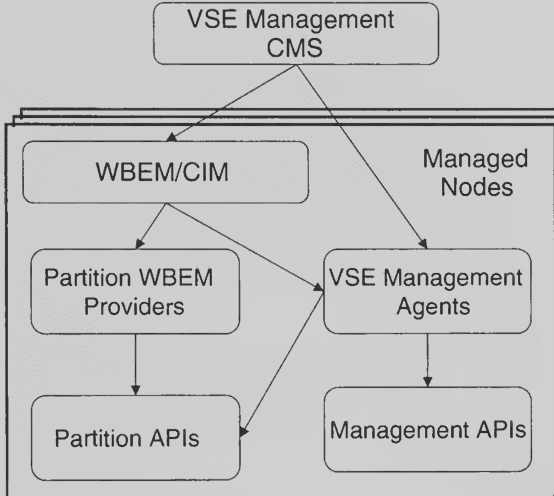 VSE Management
CMS
WBEM/CIM
Managed
Nodes
Partition WBEM
Providers
VSE Management
Agents
Partition APIs
Management APIs